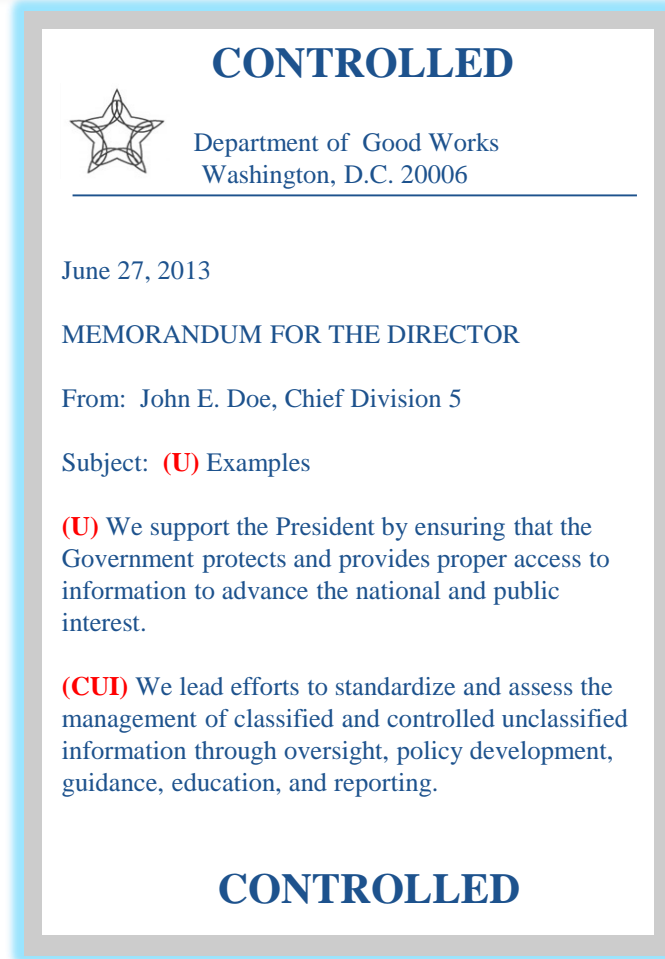 CONTROLLED
Department of Good Works
Washington, D.C. 20006
June 27, 2013
MEMORANDUM FOR THE DIRECTOR
From: John E. Doe, Chief Division 5
Subject: (U) Examples
(U) We support the President by ensuring that the
Government protects and provides proper access to
information to advance the national and public
interest.
(CUI) We lead efforts to standardize and assess the
management of classified and controlled unclassified
information through oversight, policy development,
guidance, education, and reporting.
CONTROLLED